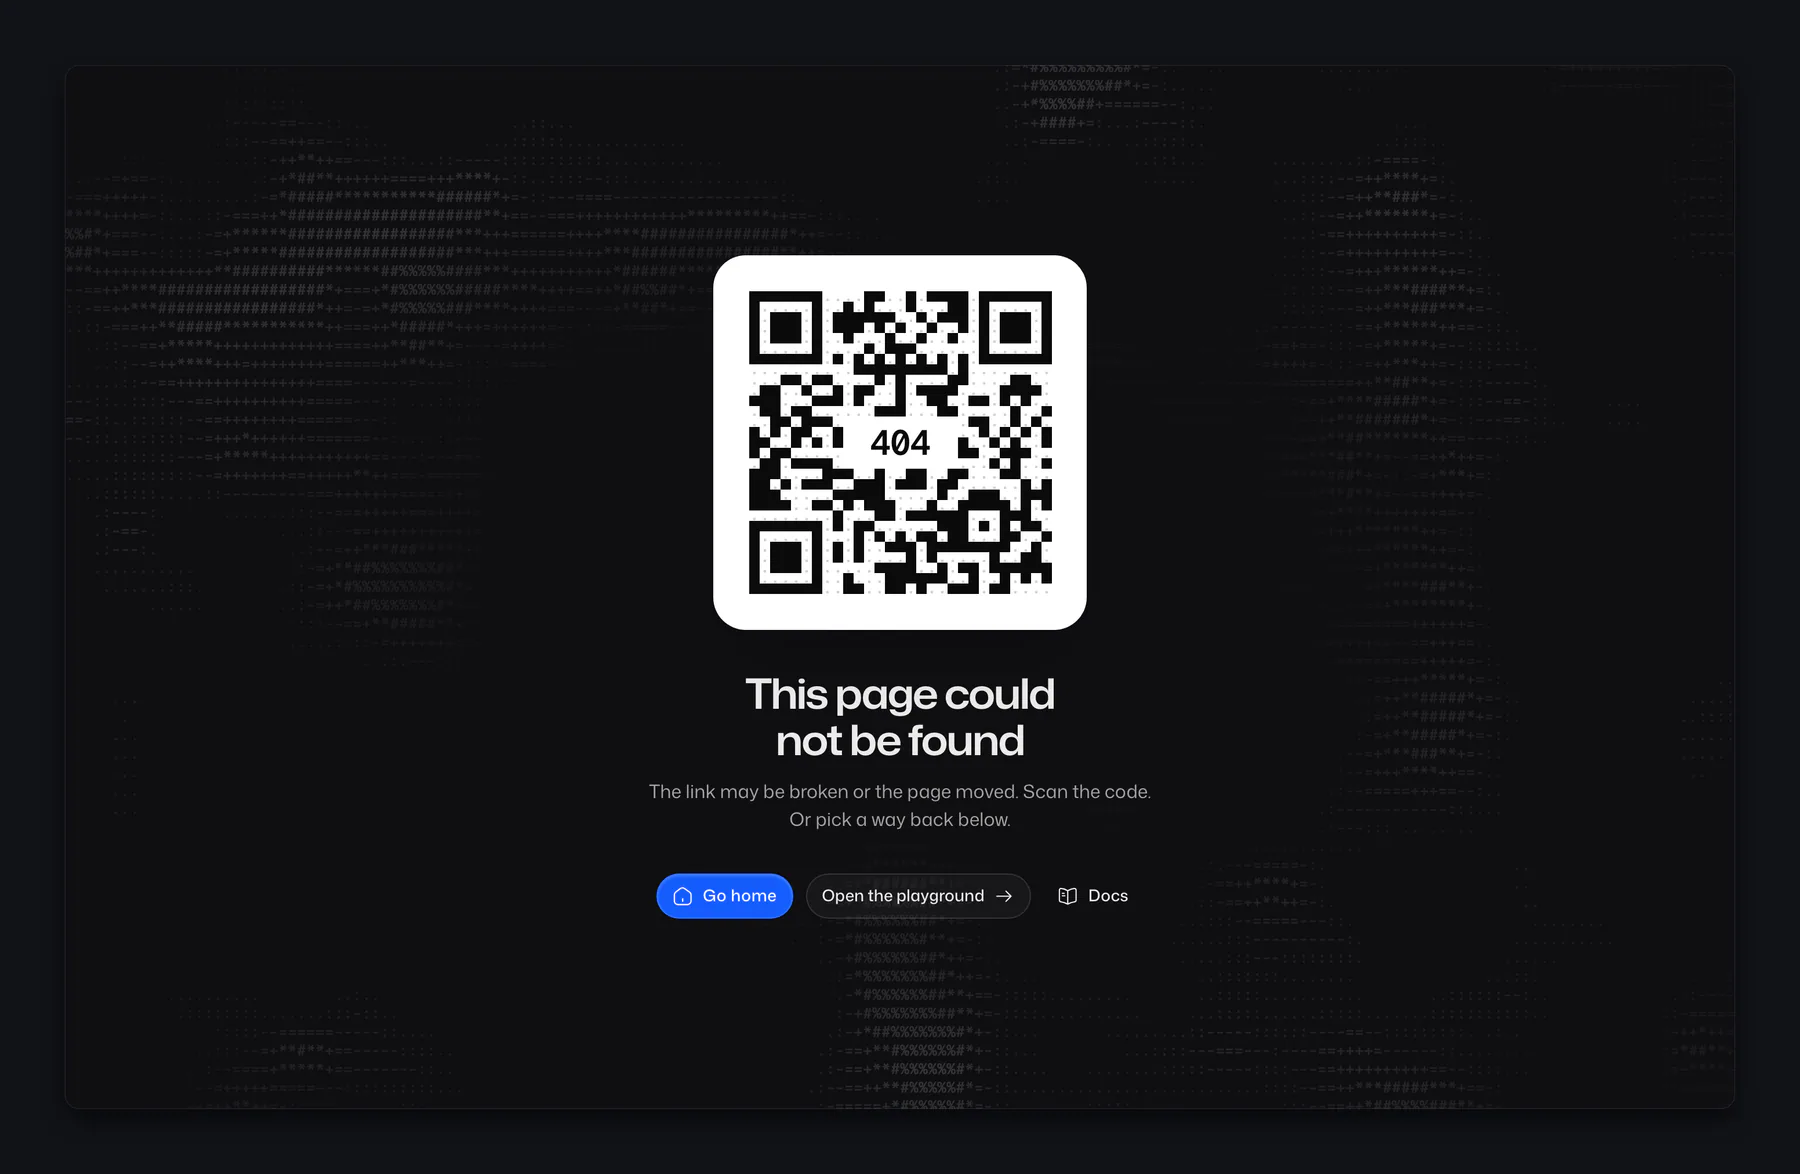 404
This page could
not be found
The link may be broken or the page moved. Scan the code.
Or pick a way back below.
Go home
Open the playground →
Docs